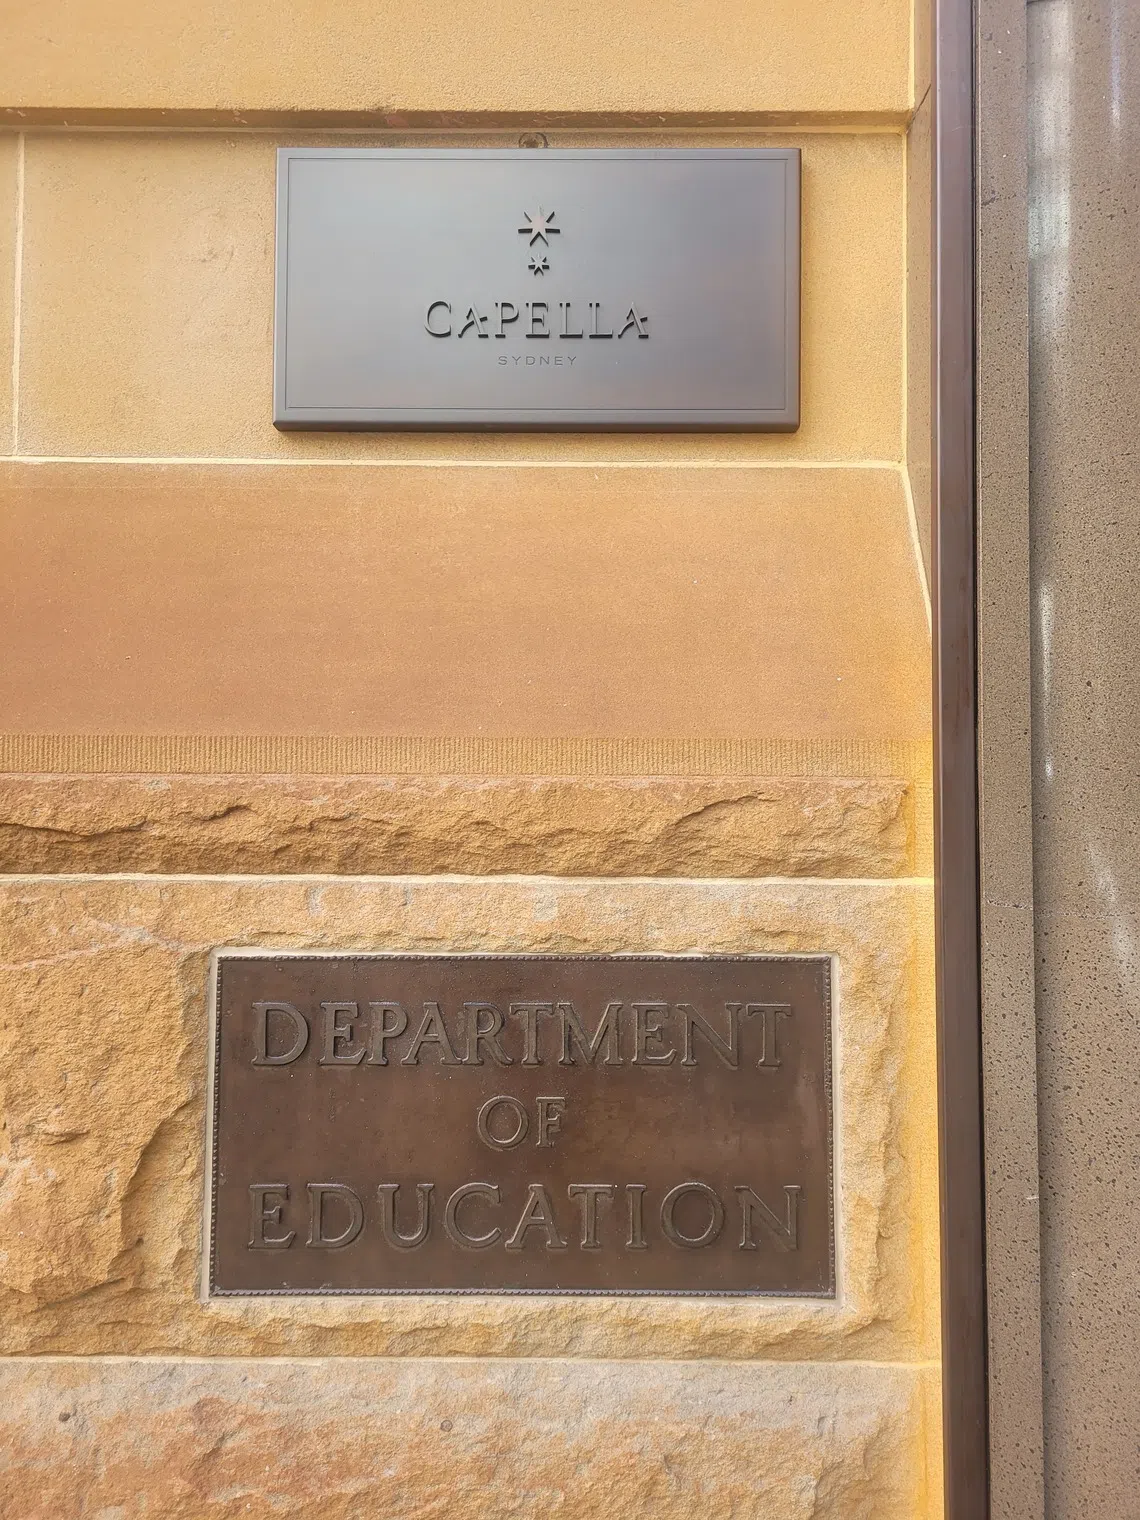 CAPELLA
SYDNEY
DEPARTMENT
OF
EDUCATION